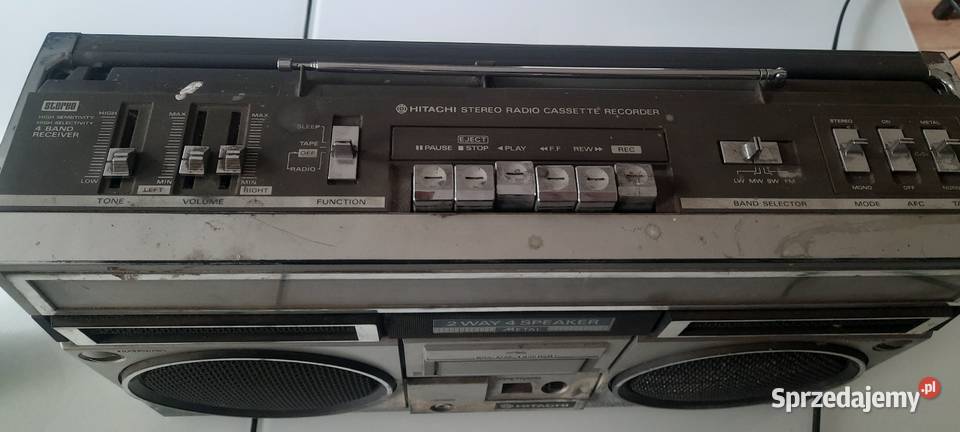 Stereo
HIGH SENSITIVITY
HIGH SELECTIVITY
4 BAND
RECEIVER
HIGH
LOW
TONE
MAX MAX
MIN MIN
LEFT RIGHT
VOLUME
SLEEP
TAPE
OFF
RADIO
FUNCTION
HITACHI STEREO RADIO CASSETTE RECORDER
EJECT
PAUSE STOP PLAY F.F REW REC
LW MW SW FM
BAND SELECTOR
STEREO ON METAL
MONO OFF
MODE AFC TA
2 WAY 4 SPEAKER
METAL
HITACHI
Sprzedajemy.pl